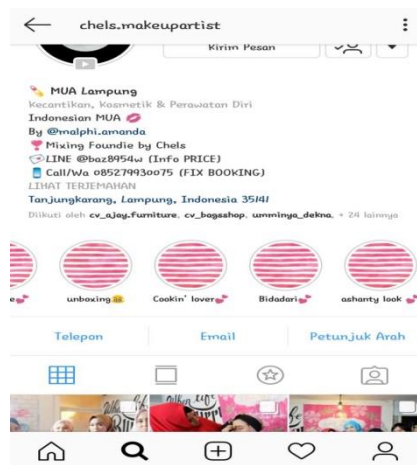 chels.makeupartist
Kirim Pesan
MUA Lampung
Kecantikan, Kosmetik & Perawatan Diri
Indonesian MUA
By @malphi.amanda
Mixing Foundie by Chels
LINE @baz8954w (Info PRICE)
Call/Wa 085279930075 (FIX BOOKING)
LIHAT TERJEMAHAN
Tanjungkarang, Lampung, Indonesia 35141
Diikuti oleh cv_ajay.furniture, cv_bagsshop, umminya_dekna, + 24 lainnya
unboxing
Cookin' lover
Bidadari
ashanty look
Telepon
Email
Petunjuk Arah